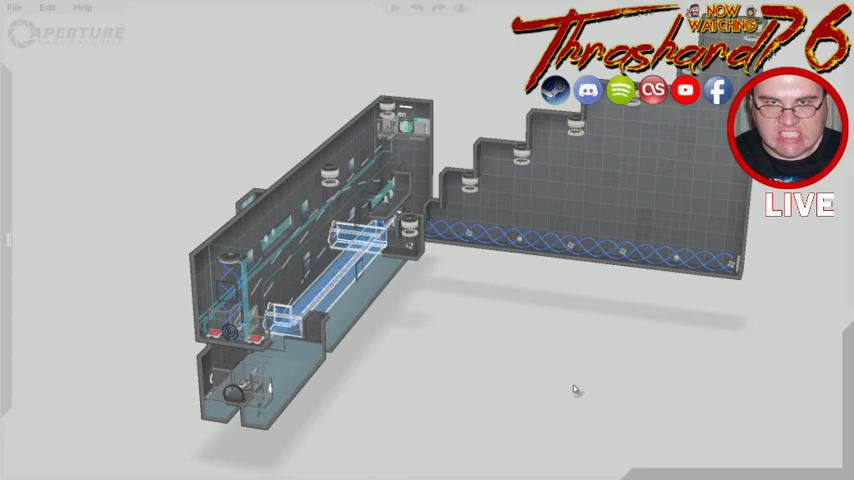 File Edit Help
APERTURE
LABORATORIES
NOW
WATCHING
Thrashard76
LIVE